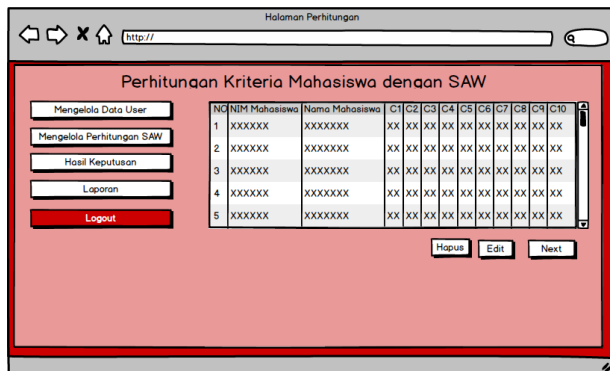 Halaman Perhitungan
http://
Perhitungan Kriteria Mahasiswa dengan SAW
Mengelola Data User
Mengelola Perhitungan SAW
Hasil Keputusan
Laporan
Logout
NO NIM Mahasiswa Nama Mahasiswa C1 C2 C3 C4 C5 C6 C7 C8 C9 C10
1 XXXXXX XXXXXXX XX XX XX XX XX XX XX XX XX XX
2 XXXXXX XXXXXXX XX XX XX XX XX XX XX XX XX XX
3 XXXXXX XXXXXXX XX XX XX XX XX XX XX XX XX XX
4 XXXXXX XXXXXXX XX XX XX XX XX XX XX XX XX XX
5 XXXXXX XXXXXXX XX XX XX XX XX XX XX XX XX XX
Hapus Edit Next